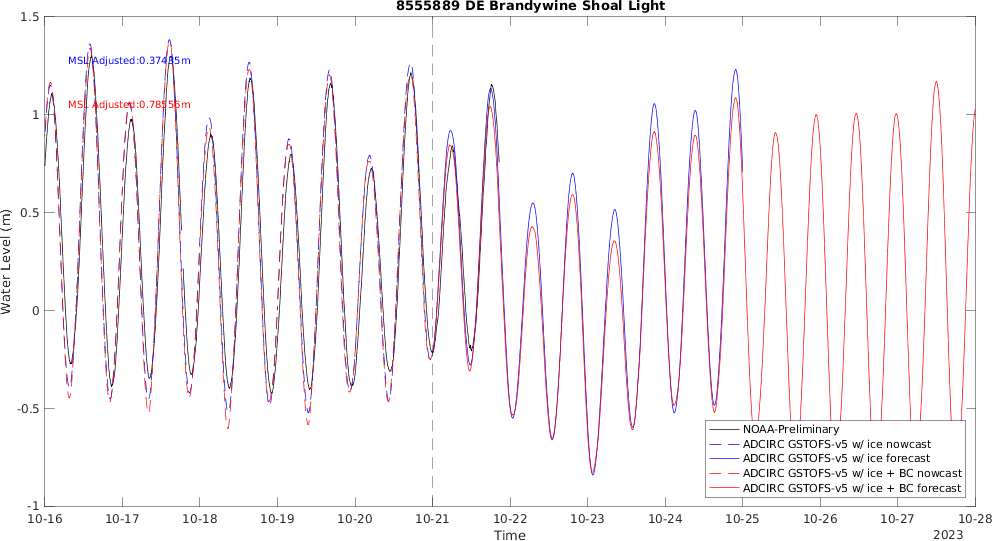 8555889 DE Brandywine Shoal Light
1.5
MSL Adjusted:0.37435m
MSL Adjusted:0.78556m
1
0.5
Water Level (m)
0
-0.5
-1
NOAA-Preliminary
ADCIRC GSTOFS-v5 w/ ice nowcast
ADCIRC GSTOFS-v5 w/ ice forecast
ADCIRC GSTOFS-v5 w/ ice + BC nowcast
ADCIRC GSTOFS-v5 w/ ice + BC forecast
10-16 10-17 10-18 10-19 10-20 10-21 10-22 10-23 10-24 10-25 10-26 10-27 10-28
Time
2023